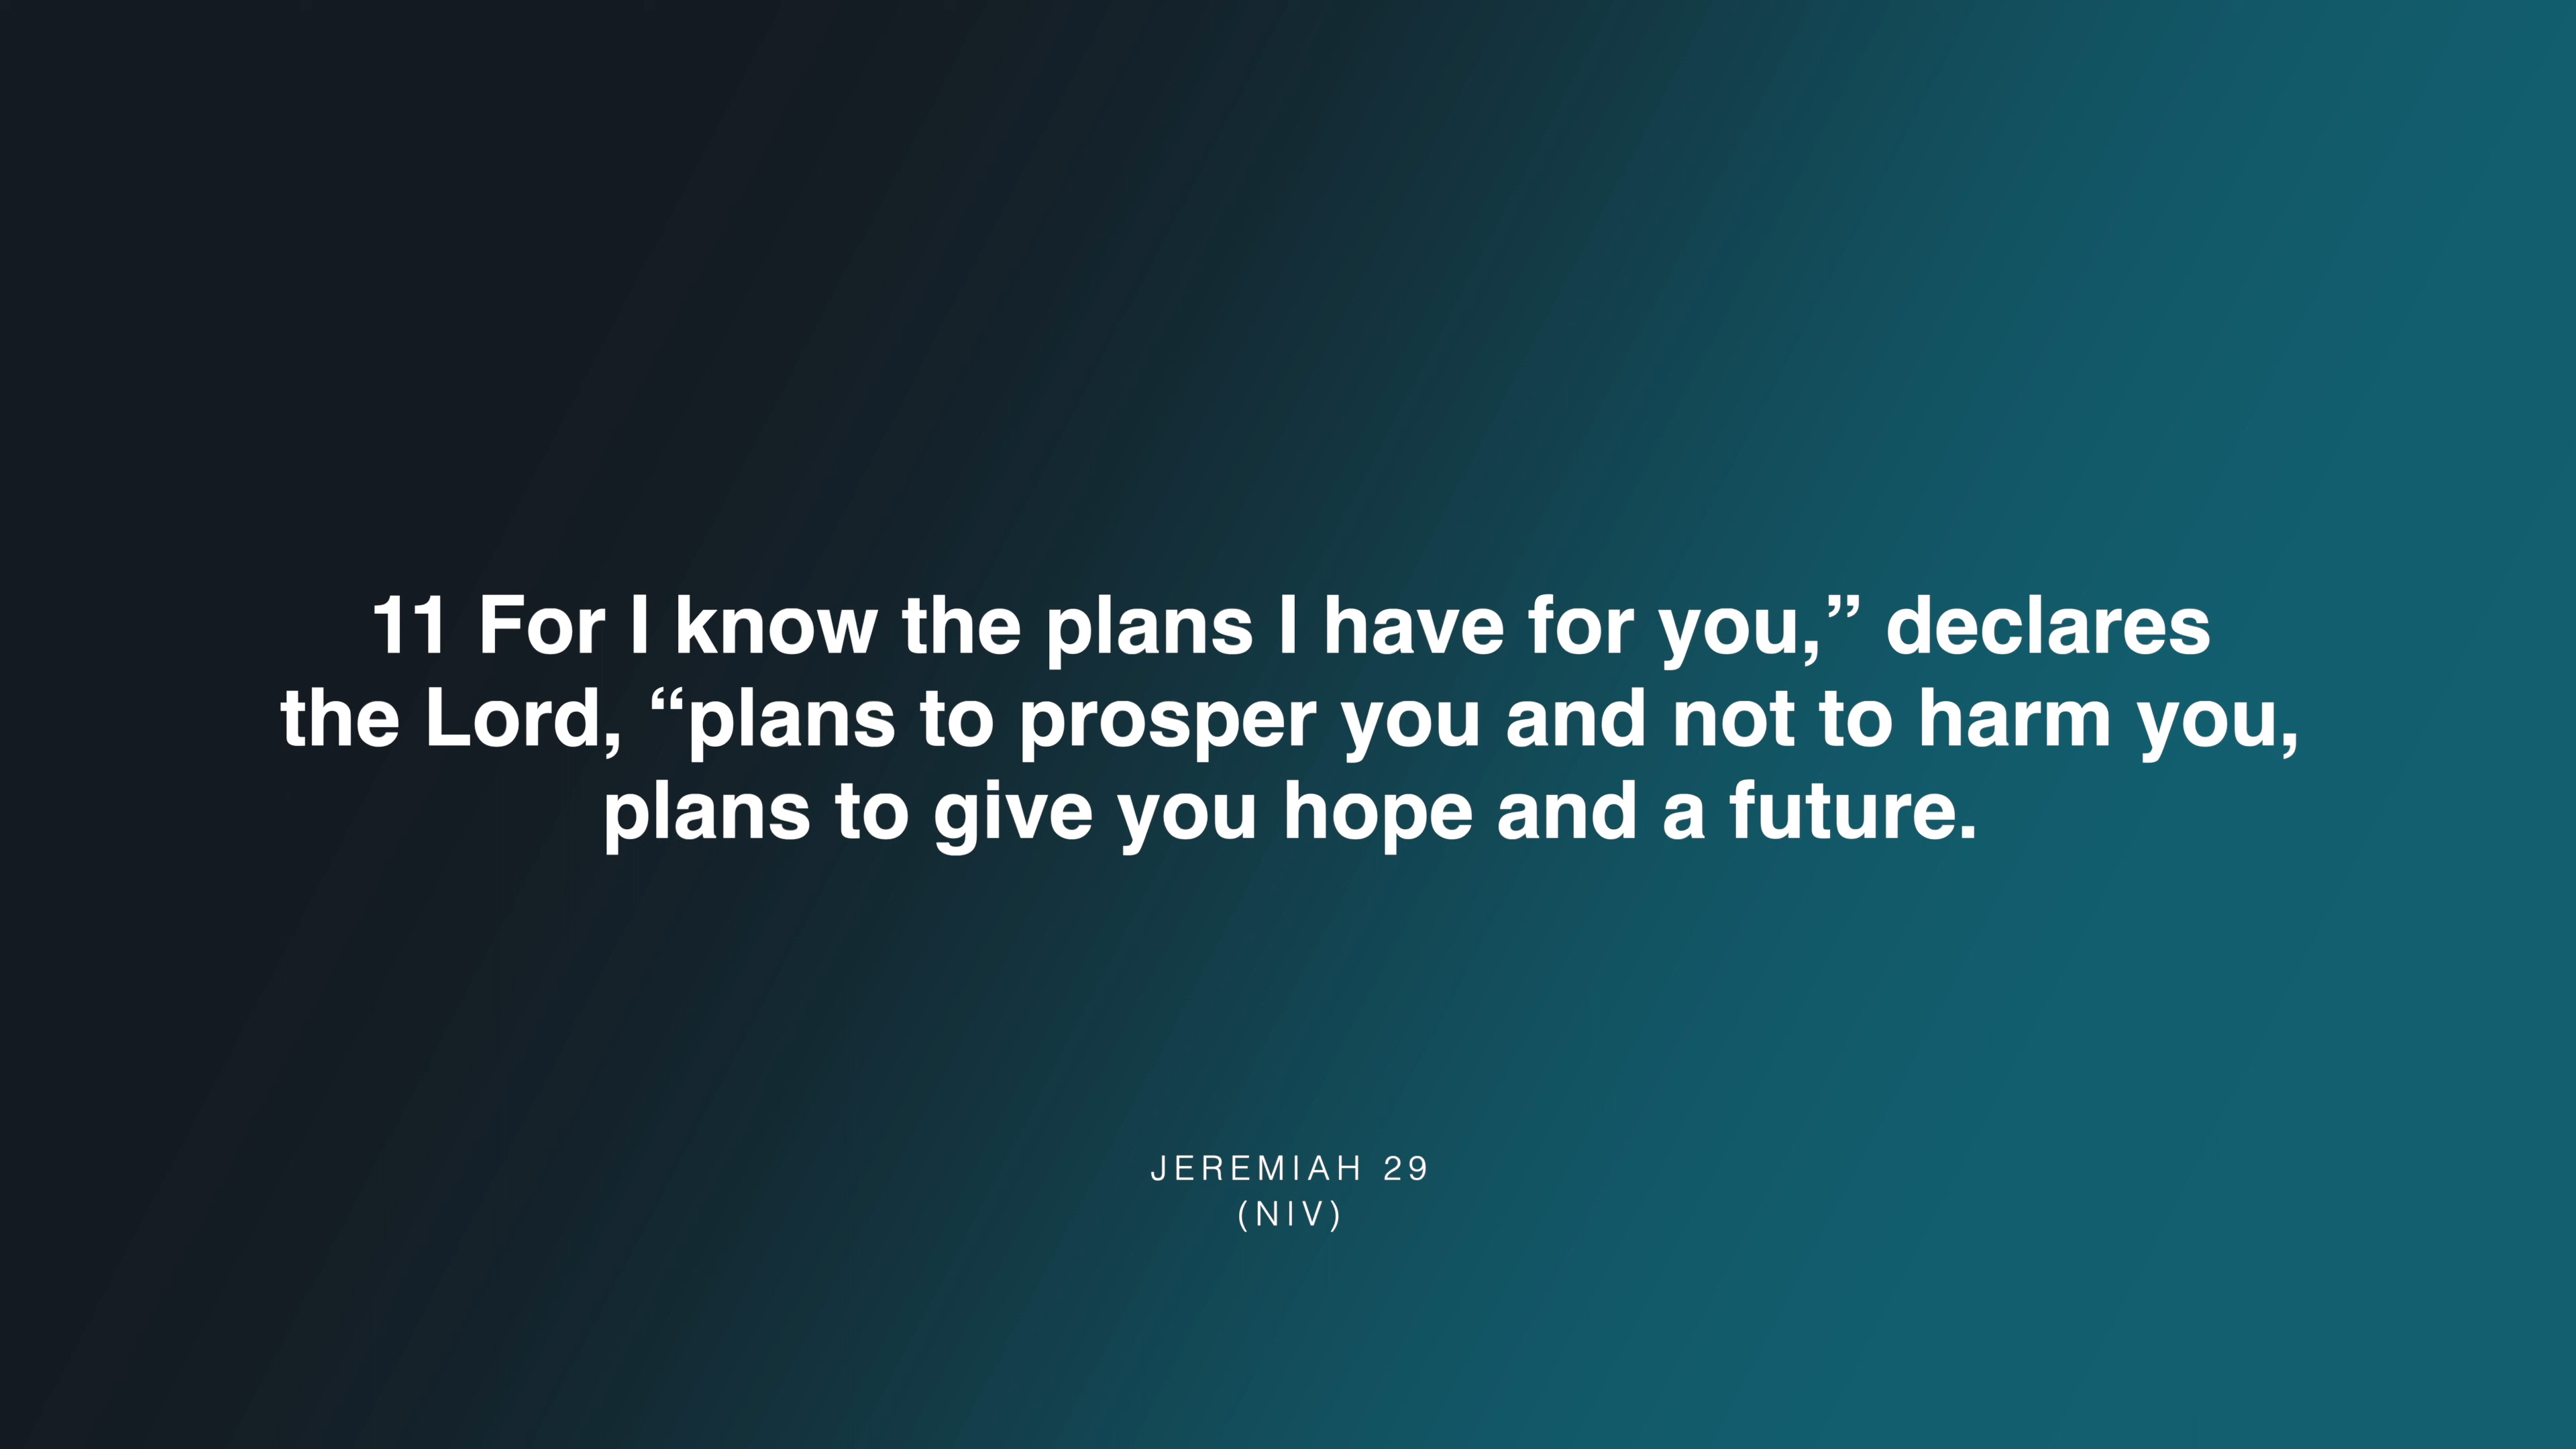 11 For I know the plans I have for you,” declares
the Lord, “plans to prosper you and not to harm you,
plans to give you hope and a future.
JEREMIAH 29
(NIV)